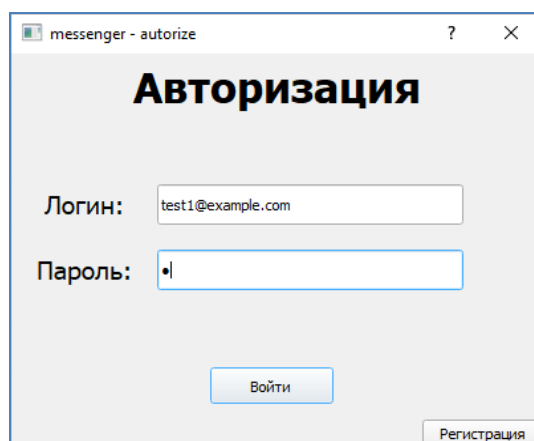 messenger - autorize
Авторизация
Логин: test1@example.com
Пароль: •
Войти
Регистрация